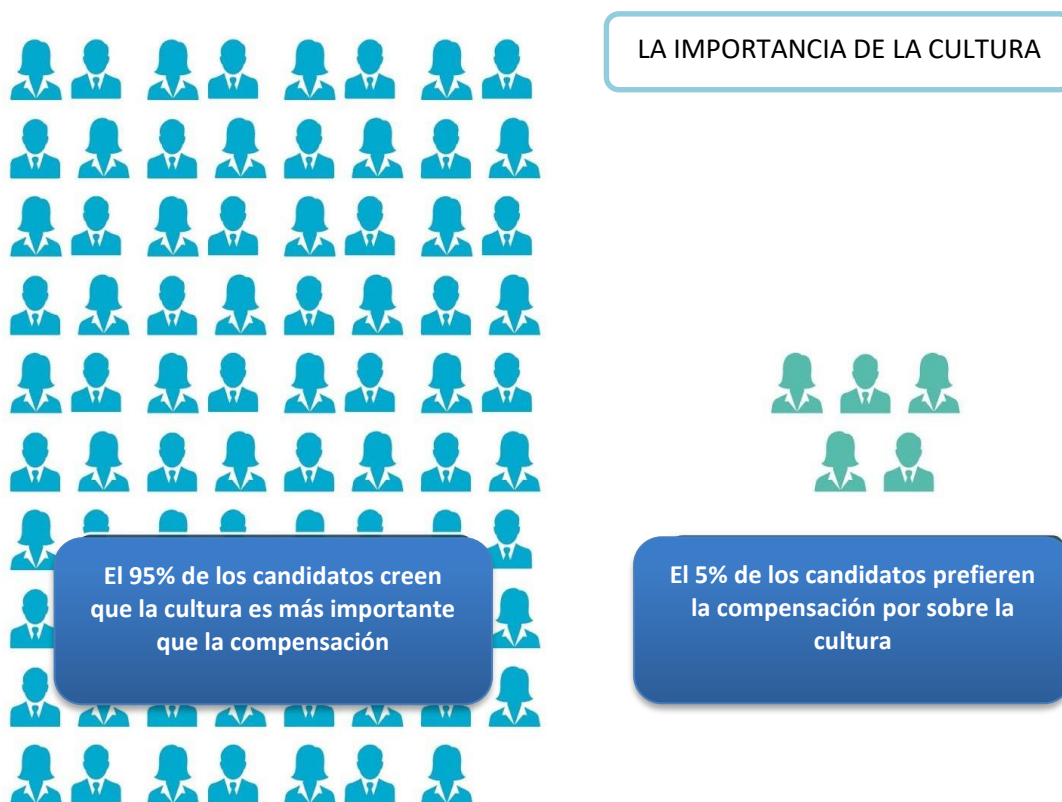 LA IMPORTANCIA DE LA CULTURA
El 95% de los candidatos creen
que la cultura es más importante
que la compensación
El 5% de los candidatos prefieren
la compensación por sobre la
cultura